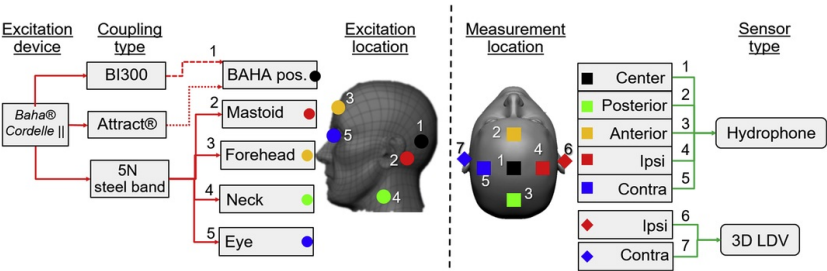 Excitation
device
Coupling
type
Excitation
location
Measurement
location
Sensor
type
Baha®
Cordelle ||
BI300
Attract®
5N
steel band
1
BAHA pos.
2
Mastoid
3
Forehead
4
Neck
5
Eye
3
5
1
2
4
2
7
6
1
4
5
3
Center
1
Posterior
2
Anterior
3
Ipsi
4
Contra
5
Hydrophone
Ipsi
6
Contra
7
3D LDV